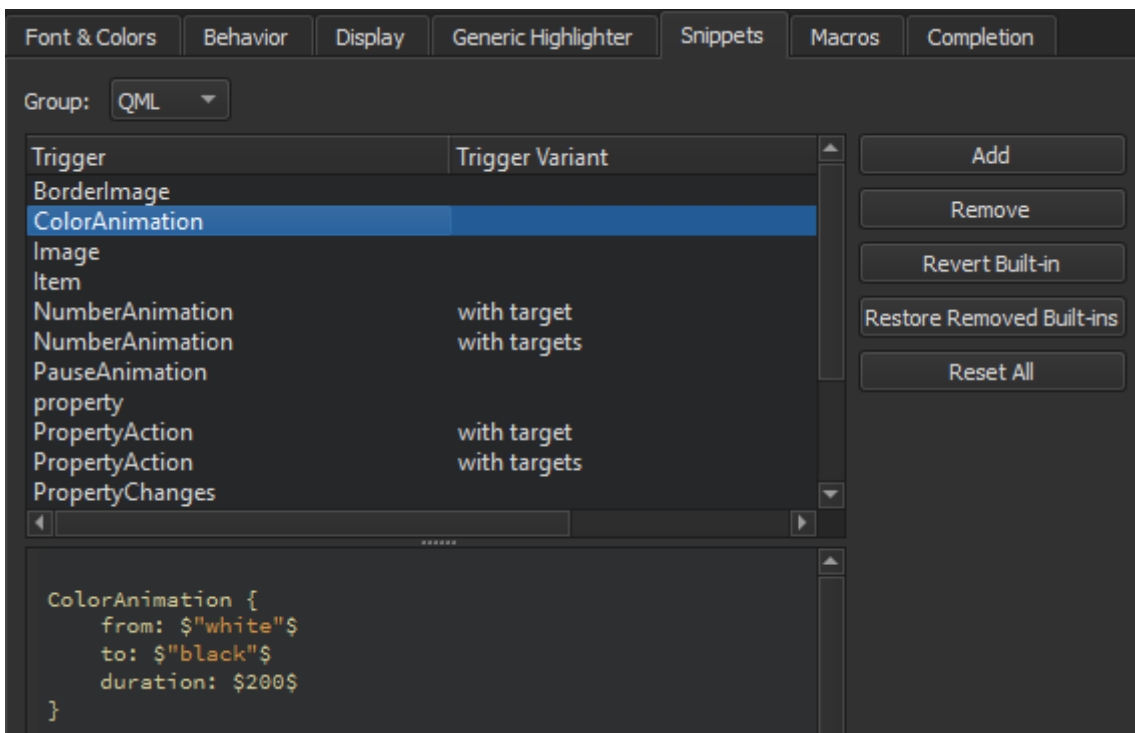 Font & Colors Behavior Display Generic Highlighter Snippets Macros Completion
Group: QML
Trigger Trigger Variant
BorderImage
ColorAnimation
Image
Item
NumberAnimation with target
NumberAnimation with targets
PauseAnimation
property
PropertyAction with target
PropertyAction with targets
PropertyChanges
Add
Remove
Revert Built-in
Restore Removed Built-ins
Reset All
ColorAnimation {
    from: $"white"$
    to: $"black"$
    duration: $200$
}